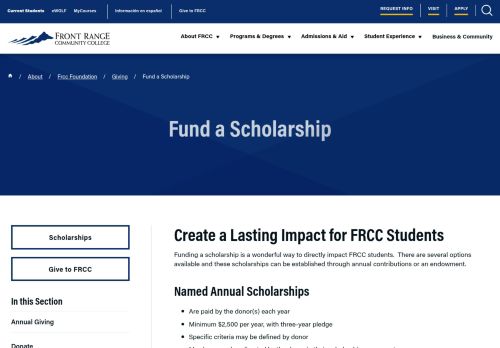 Current Students eWOLF MyCourses Información en español Give to FRCC REQUEST INFO VISIT APPLY
FRONT RANGE
COMMUNITY COLLEGE
About FRCC Programs & Degrees Admissions & Aid Student Experience Business & Community
/ About / Frcc Foundation / Giving / Fund a Scholarship
Fund a Scholarship
Scholarships
Give to FRCC
In this Section
Annual Giving
Donate
Create a Lasting Impact for FRCC Students
Funding a scholarship is a wonderful way to directly impact FRCC students. There are several options
available and these scholarships can be established through annual contributions or an endowment.
Named Annual Scholarships
• Are paid by the donor(s) each year
• Minimum $2,500 per year, with three-year pledge
• Specific criteria may be defined by donor